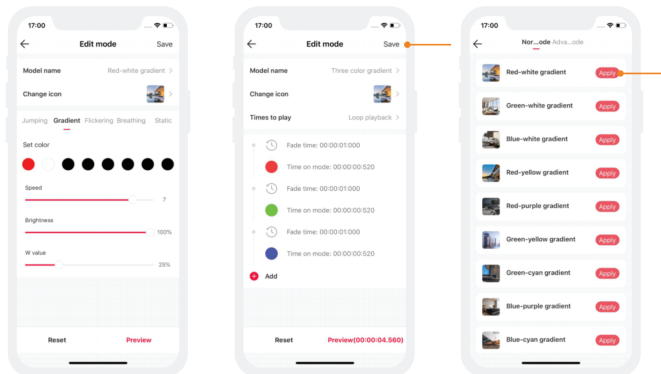 17:00
Edit mode
Save
Model name
Red-white gradient
Change icon
Jumping Gradient Flickering Breathing Static
Set color
Speed
7
Brightness
100%
W value
25%
Reset
Preview
17:00
Edit mode
Save
Model name
Three color gradient
Change icon
Times to play
Loop playback
Fade time: 00:00:01:000
Time on mode: 00:00:00:520
Fade time: 00:00:01:000
Time on mode: 00:00:00:520
Fade time: 00:00:01:000
Time on mode: 00:00:00:520
Add
Reset
Preview(00:00:04.560)
17:00
Nor...ode Adva...ode
Red-white gradient
Apply
Green-white gradient
Apply
Blue-white gradient
Apply
Red-yellow gradient
Apply
Red-purple gradient
Apply
Green-yellow gradient
Apply
Green-cyan gradient
Apply
Blue-purple gradient
Apply
Blue-cyan gradient
Apply